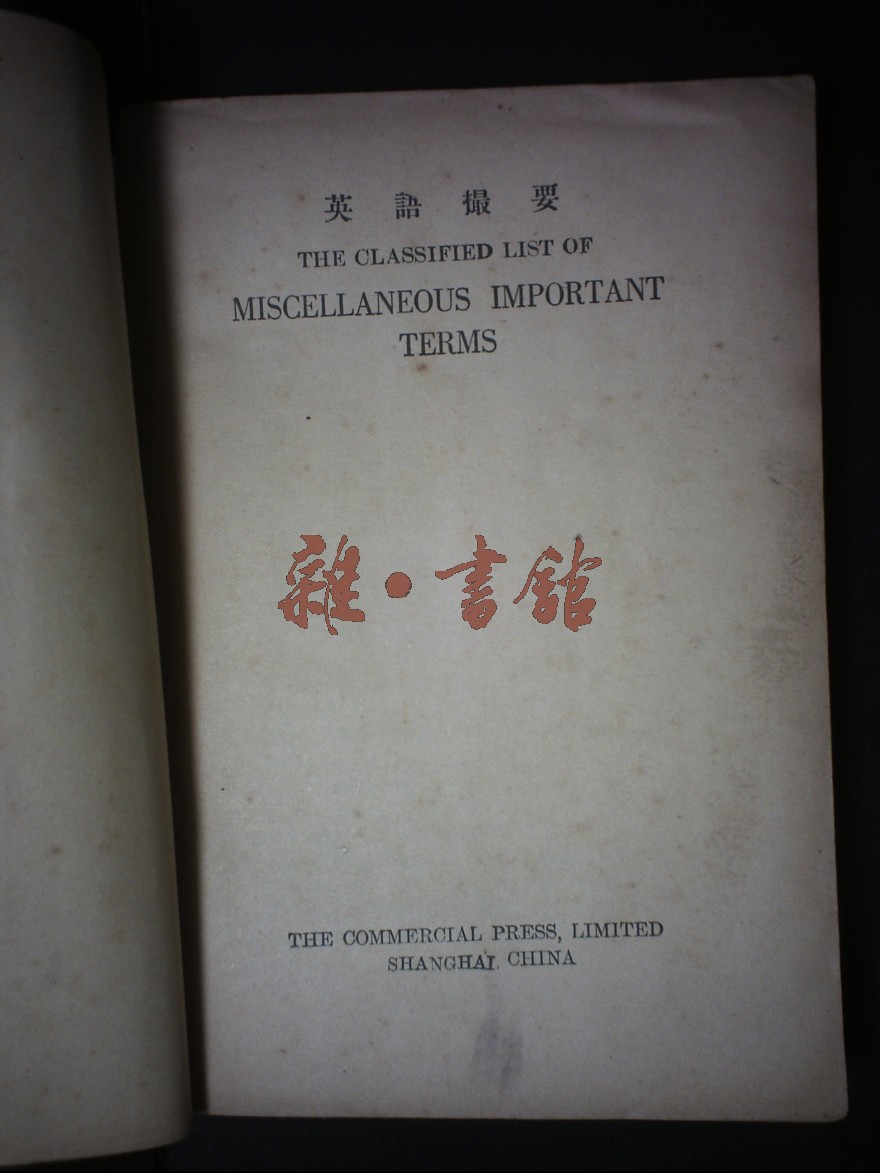 英語撮要
THE CLASSIFIED LIST OF
MISCELLANEOUS IMPORTANT
TERMS
雜·書館
THE COMMERCIAL PRESS, LIMITED
SHANGHAI, CHINA